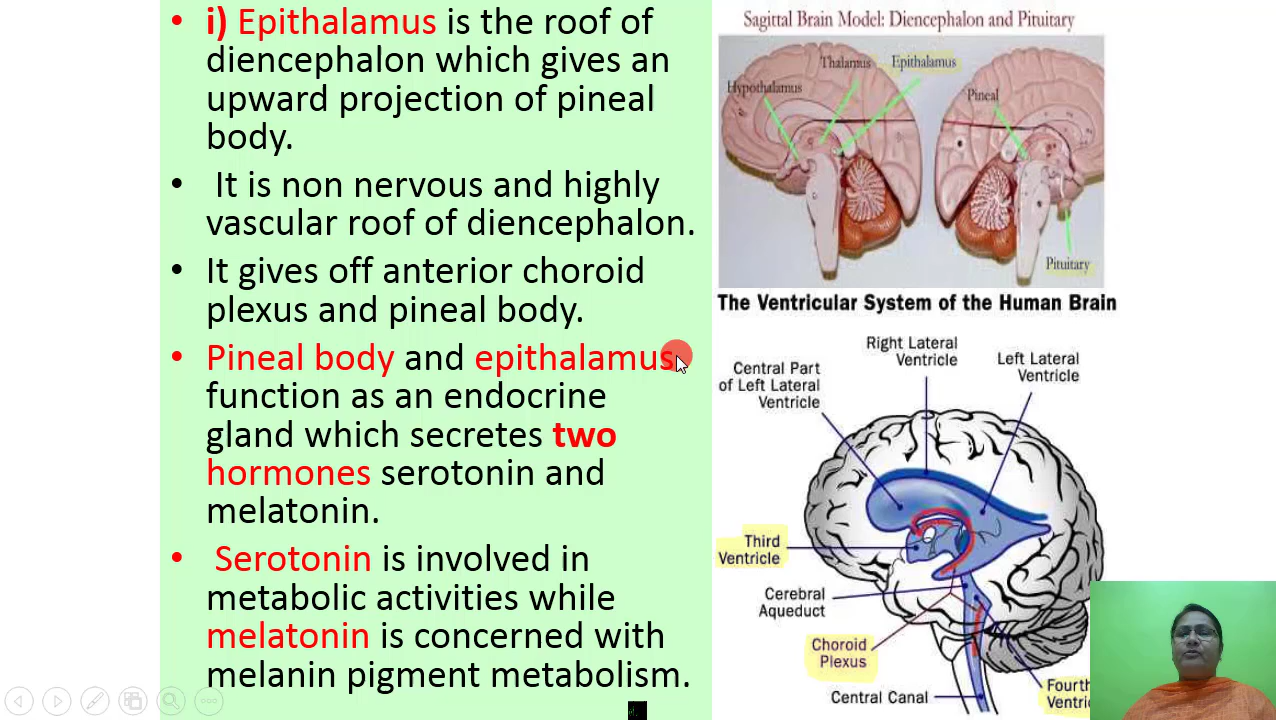 • i) Epithalamus is the roof of
diencephalon which gives an
upward projection of pineal
body.
• It is non nervous and highly
vascular roof of diencephalon.
• It gives off anterior choroid
plexus and pineal body.
• Pineal body and epithalamus
function as an endocrine
gland which secretes two
hormones serotonin and
melatonin.
• Serotonin is involved in
metabolic activities while
melatonin is concerned with
melanin pigment metabolism.
Sagittal Brain Model: Diencephalon and Pituitary
Thalamus
Epithalamus
Hypothalamus
Pineal
Pituitary
The Ventricular System of the Human Brain
Right Lateral
Ventricle
Left Lateral
Ventricle
Central Part
of Left Lateral
Ventricle
Third
Ventricle
Cerebral
Aqueduct
Choroid
Plexus
Central Canal
Fourth
Ventri